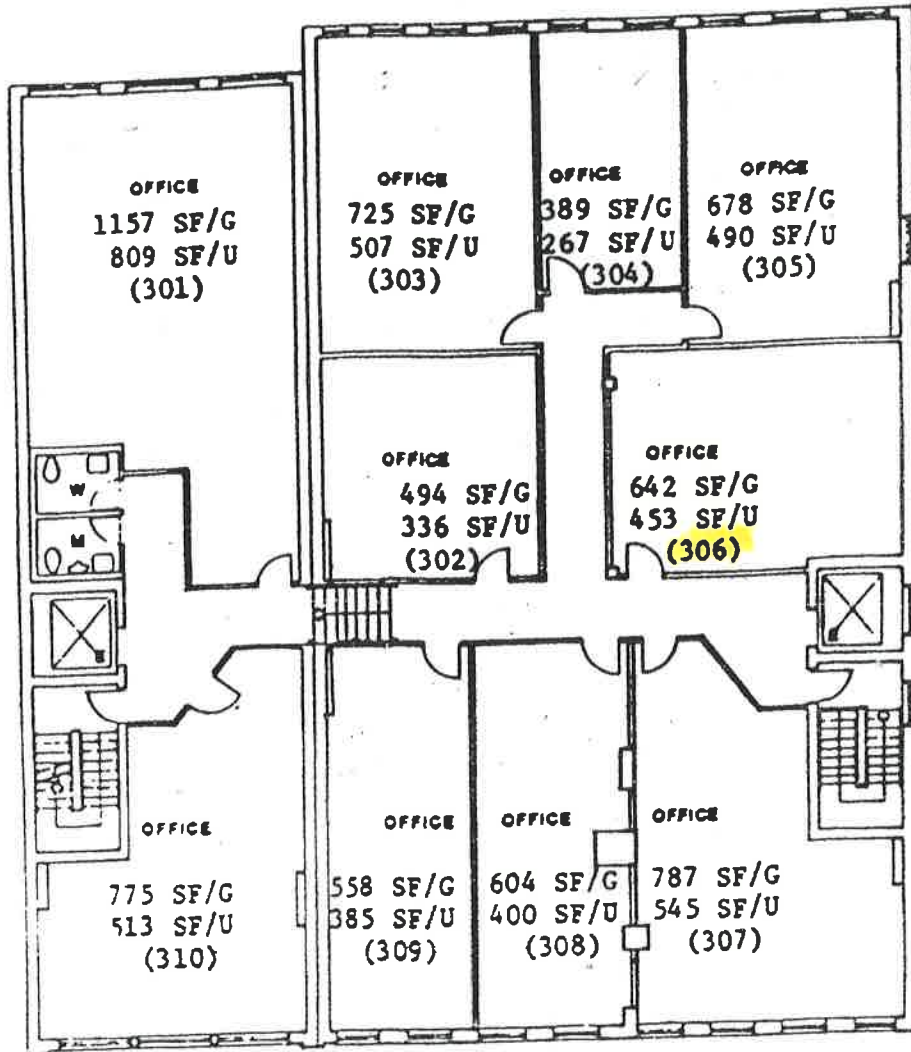 OFFICE
1157 SF/G
809 SF/U
(301)
OFFICE
725 SF/G
507 SF/U
(303)
OFFICE
389 SF/G
267 SF/U
(304)
OFFICE
678 SF/G
490 SF/U
(305)
OFFICE
494 SF/G
336 SF/U
(302)
OFFICE
642 SF/G
453 SF/U
(306)
W
M
E
E
OFFICE
775 SF/G
513 SF/U
(310)
OFFICE
558 SF/G
385 SF/U
(309)
OFFICE
604 SF/G
400 SF/U
(308)
OFFICE
787 SF/G
545 SF/U
(307)